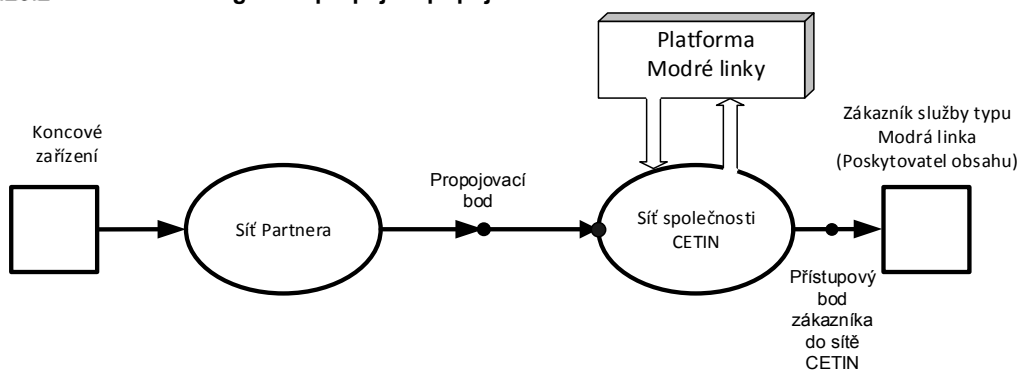 Platforma
Modré linky
Koncové
zařízení
Zákazník služby typu
Modrá linka
(Poskytovatel obsahu)
Propojovací
bod
Síť Partnera
Síť společnosti
CETIN
Přístupový
bod
zákazníka
do sítě
CETIN